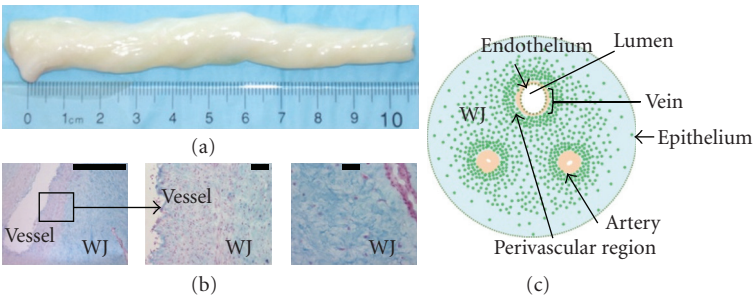 0 1cm 2 3 4 5 6 7 8 9 10
(a)
Vessel
WJ
Vessel
WJ
WJ
(b)
(c)
Endothelium
Lumen
WJ
Vein
Epithelium
Artery
Perivascular region